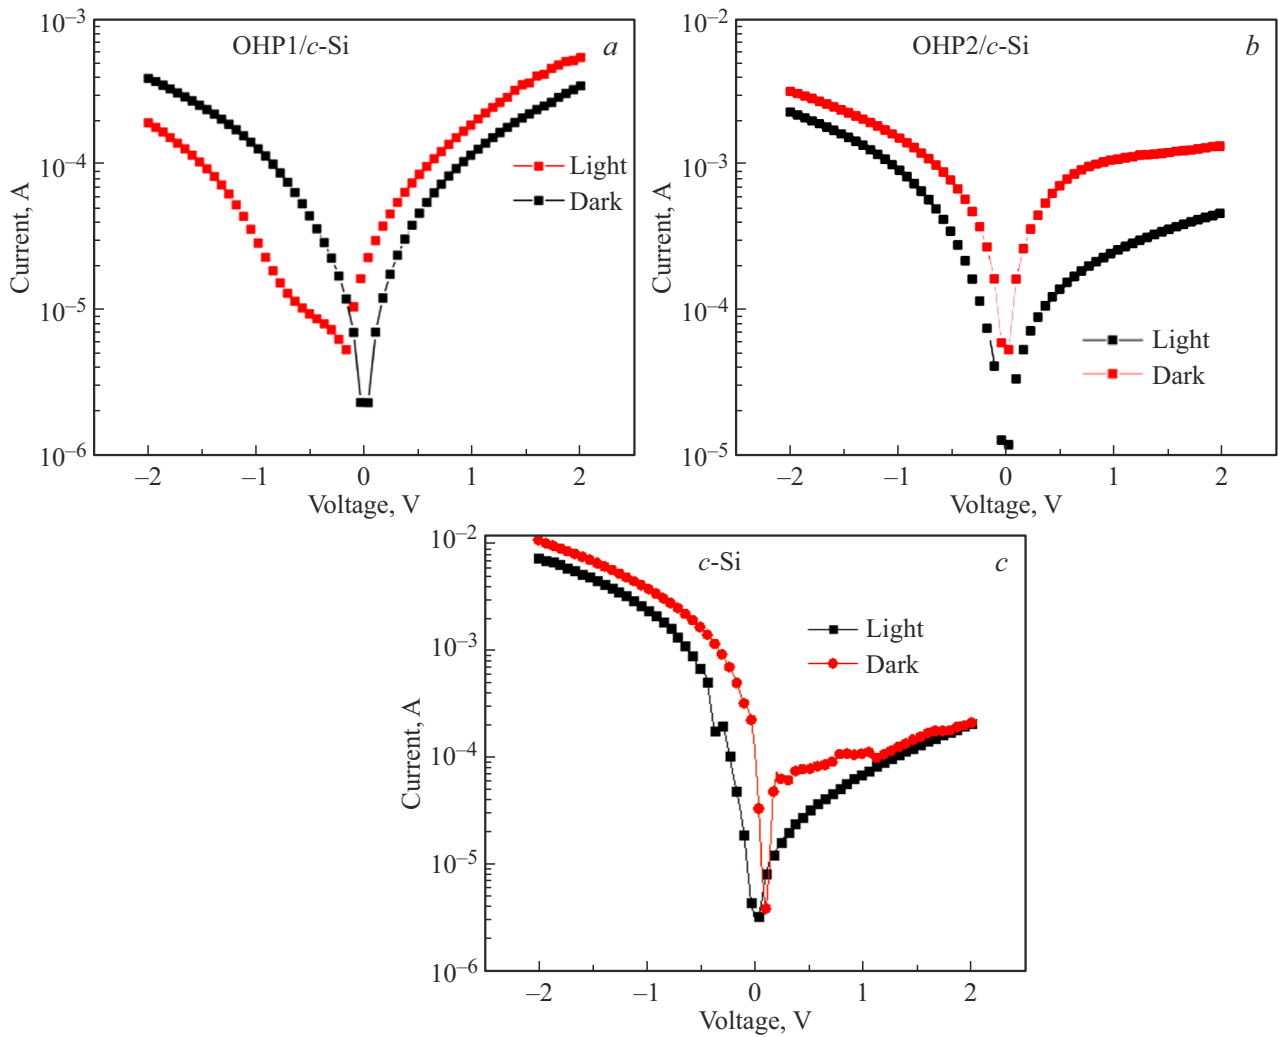 OHP1/c-Si
a
10⁻³
10⁻⁴
10⁻⁵
10⁻⁶
Current, A
Light
Dark
–2
–1
0
1
2
Voltage, V
OHP2/c-Si
b
10⁻²
10⁻³
10⁻⁴
10⁻⁵
Current, A
Light
Dark
–2
–1
0
1
2
Voltage, V
c-Si
c
10⁻²
10⁻³
10⁻⁴
10⁻⁵
10⁻⁶
Current, A
Light
Dark
–2
–1
0
1
2
Voltage, V